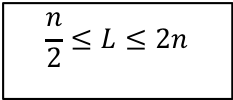 n/2 ≤ L ≤ 2n